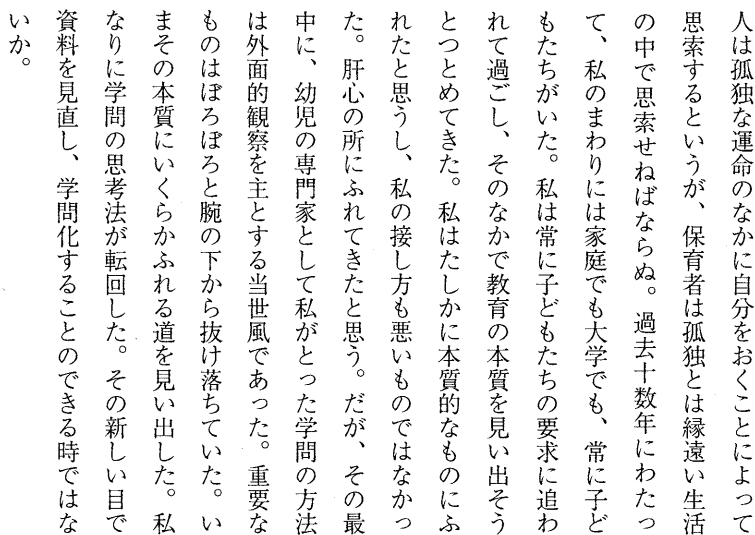 人は孤独な運命のなかに自分をおくことによって
思索するというが、保育者は孤独とは縁遠い生活
の中で思索せねばならぬ。過去十数年にわたっ
て、私のまわりには家庭でも大学でも、常に子ど
もたちがいた。私は常に子どもたちの要求に追わ
れて過ごし、そのなかで教育の本質を見い出そう
とつとめてきた。私はたしかに本質的なものにふ
れたと思うし、私の接し方も悪いものではなかっ
た。肝心の所にふれてきたと思う。だが、その最
中に、幼児の専門家として私がとった学問の方法
は外面的観察を主とする当世風であった。重要な
ものはぼろぼろと腕の下から抜け落ちていた。い
まその本質にいくらかふれる道を見い出した。私
なりに学問の思考法が転回した。その新しい目で
資料を見直し、学問化することのできる時ではな
いか。